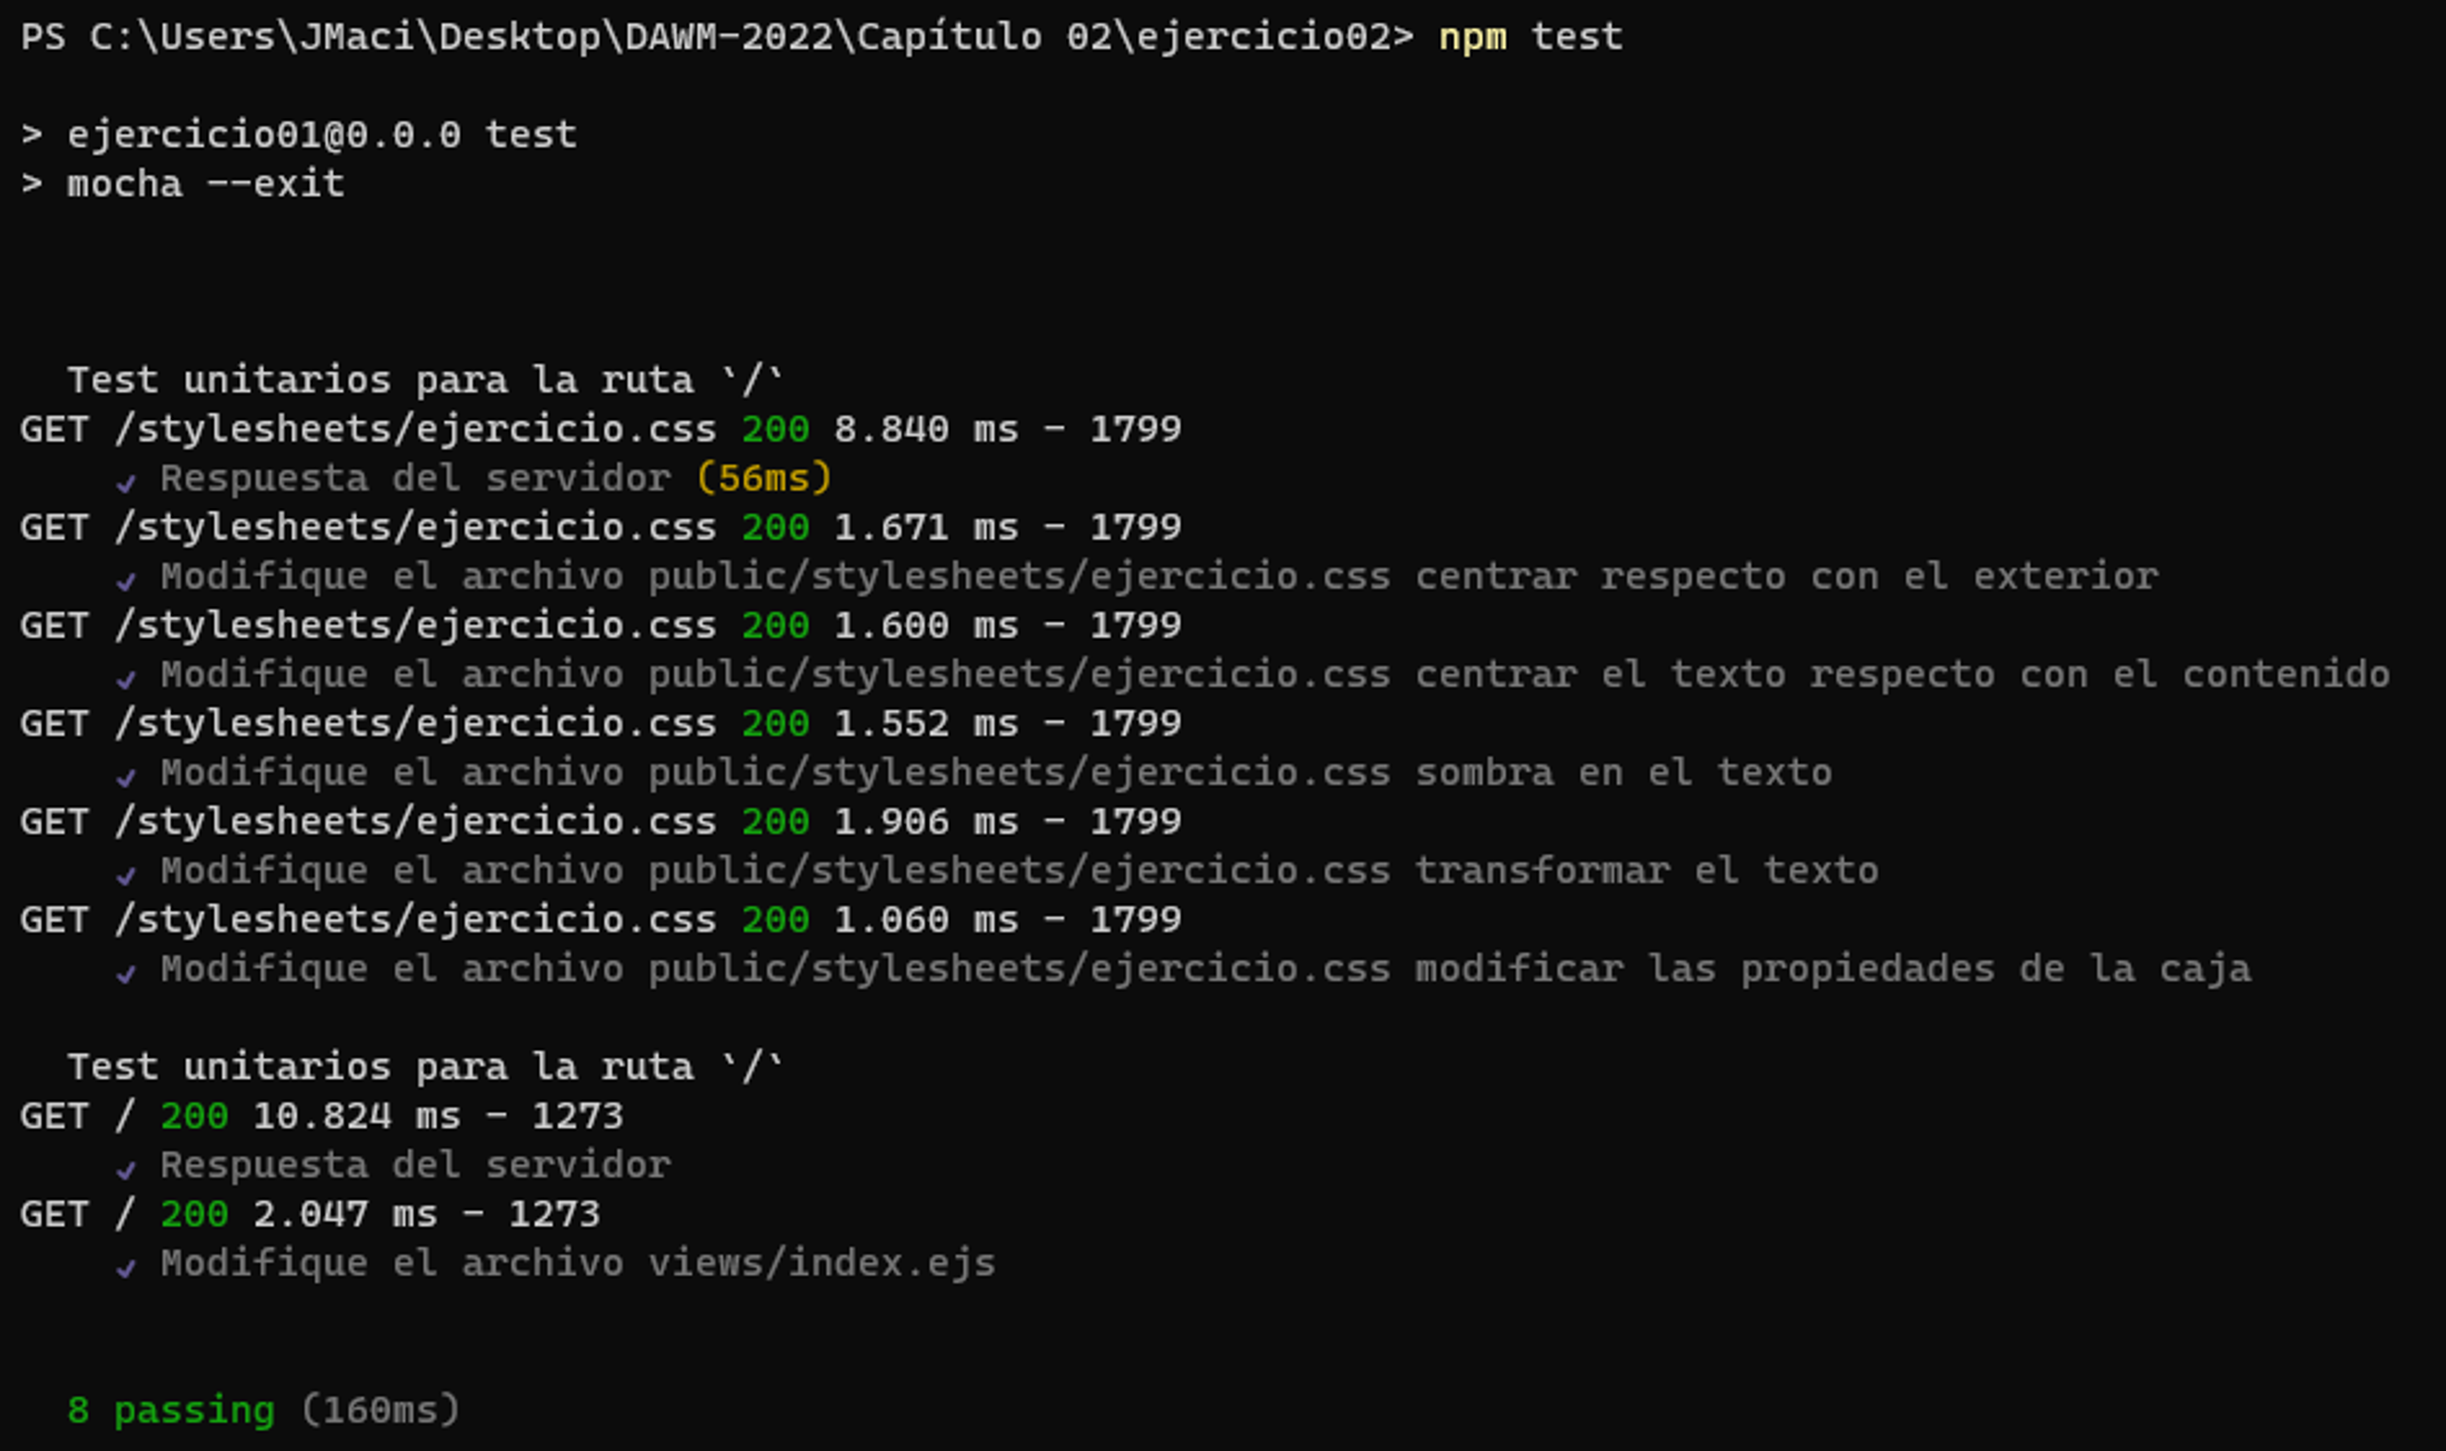 PS C:\Users\JMaci\Desktop\DAWM-2022\Capítulo 02\ejercicio02> npm test
> ejercicio01@0.0.0 test
> mocha --exit
Test unitarios para la ruta `/`
GET /stylesheets/ejercicio.css 200 8.840 ms - 1799
✓ Respuesta del servidor (56ms)
GET /stylesheets/ejercicio.css 200 1.671 ms - 1799
✓ Modifique el archivo public/stylesheets/ejercicio.css centrar respecto con el exterior
GET /stylesheets/ejercicio.css 200 1.600 ms - 1799
✓ Modifique el archivo public/stylesheets/ejercicio.css centrar el texto respecto con el contenido
GET /stylesheets/ejercicio.css 200 1.552 ms - 1799
✓ Modifique el archivo public/stylesheets/ejercicio.css sombra en el texto
GET /stylesheets/ejercicio.css 200 1.906 ms - 1799
✓ Modifique el archivo public/stylesheets/ejercicio.css transformar el texto
GET /stylesheets/ejercicio.css 200 1.060 ms - 1799
✓ Modifique el archivo public/stylesheets/ejercicio.css modificar las propiedades de la caja
Test unitarios para la ruta `/`
GET / 200 10.824 ms - 1273
✓ Respuesta del servidor
GET / 200 2.047 ms - 1273
✓ Modifique el archivo views/index.ejs
8 passing (160ms)